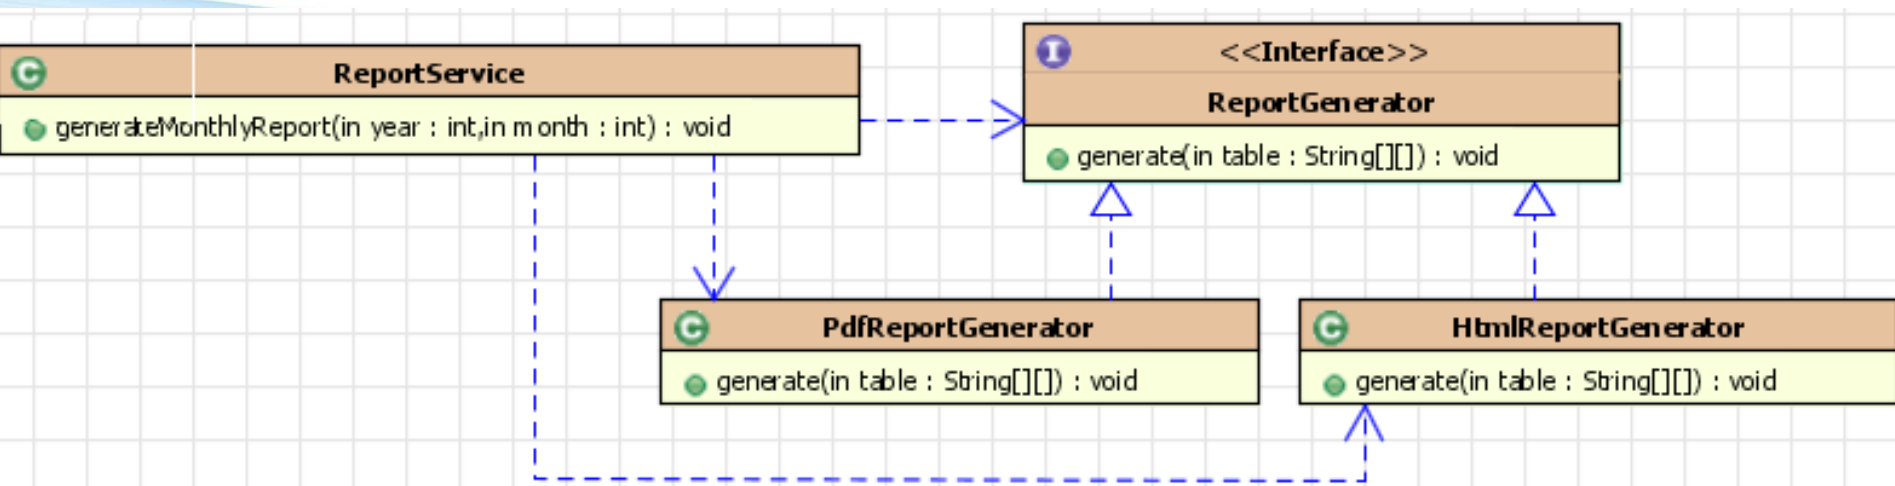 C
ReportService
generateMonthlyReport(in year : int,in month : int) : void
I
<<Interface>>
ReportGenerator
generate(in table : String[][]) : void
C
PdfReportGenerator
generate(in table : String[][]) : void
C
HtmlReportGenerator
generate(in table : String[][]) : void